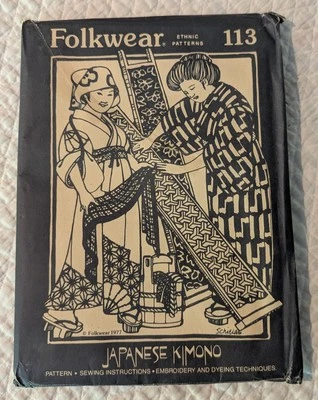 Folkwear® ETHNIC PATTERNS 113
© Folkwear 1977
JAPANESE KIMONO
PATTERN • SEWING INSTRUCTIONS • EMBROIDERY AND DYEING TECHNIQUES